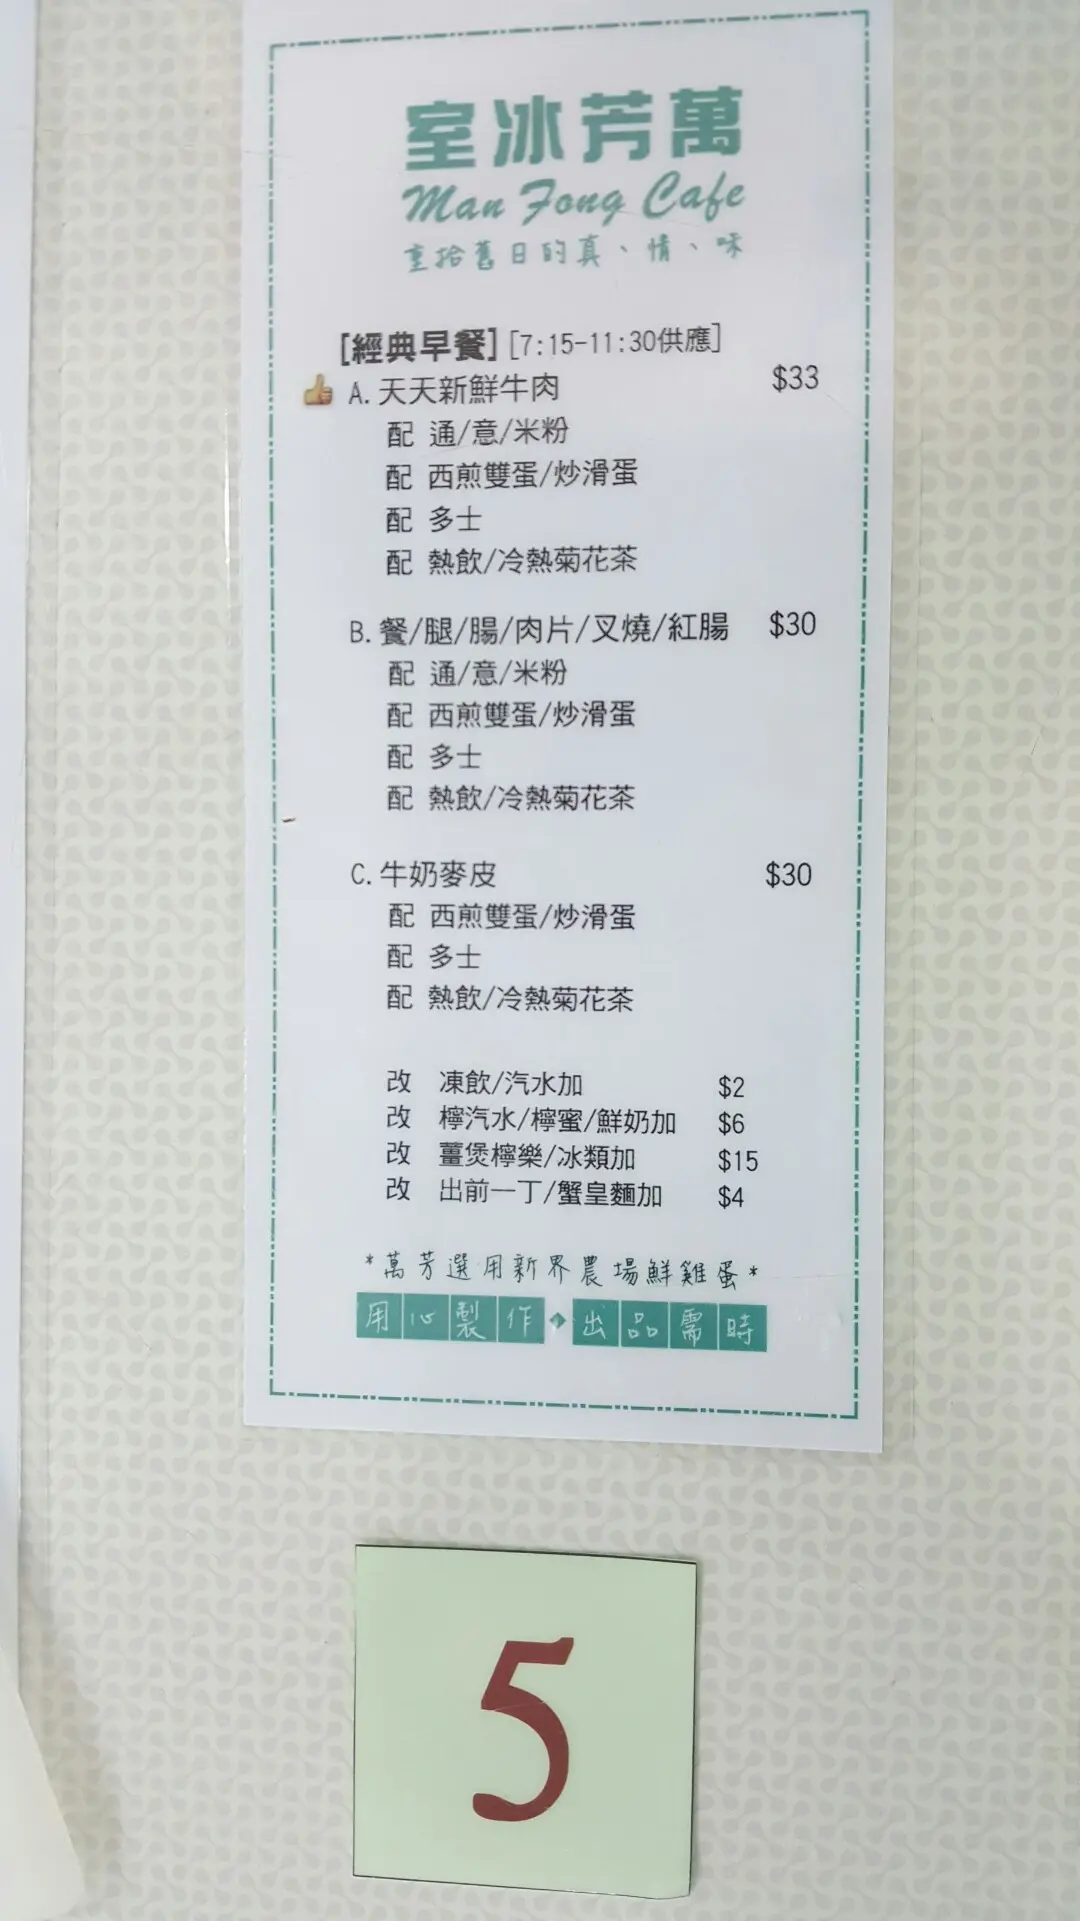 室冰芳萬
Man Fong Cafe
重拾舊日的真、情、味
[經典早餐] [7:15-11:30供應]
A. 天天新鮮牛肉 $33
配 通/意/米粉
配 西煎雙蛋/炒滑蛋
配 多士
配 熱飲/冷熱菊花茶
B. 餐/腿/腸/肉片/叉燒/紅腸 $30
配 通/意/米粉
配 西煎雙蛋/炒滑蛋
配 多士
配 熱飲/冷熱菊花茶
C. 牛奶麥皮 $30
配 西煎雙蛋/炒滑蛋
配 多士
配 熱飲/冷熱菊花茶
改 凍飲/汽水加 $2
改 檸汽水/檸蜜/鮮奶加 $6
改 薑煲檸樂/冰類加 $15
改 出前一丁/蟹皇麵加 $4
*萬芳選用新界農場鮮雞蛋*
用心製作◆出品需時
5